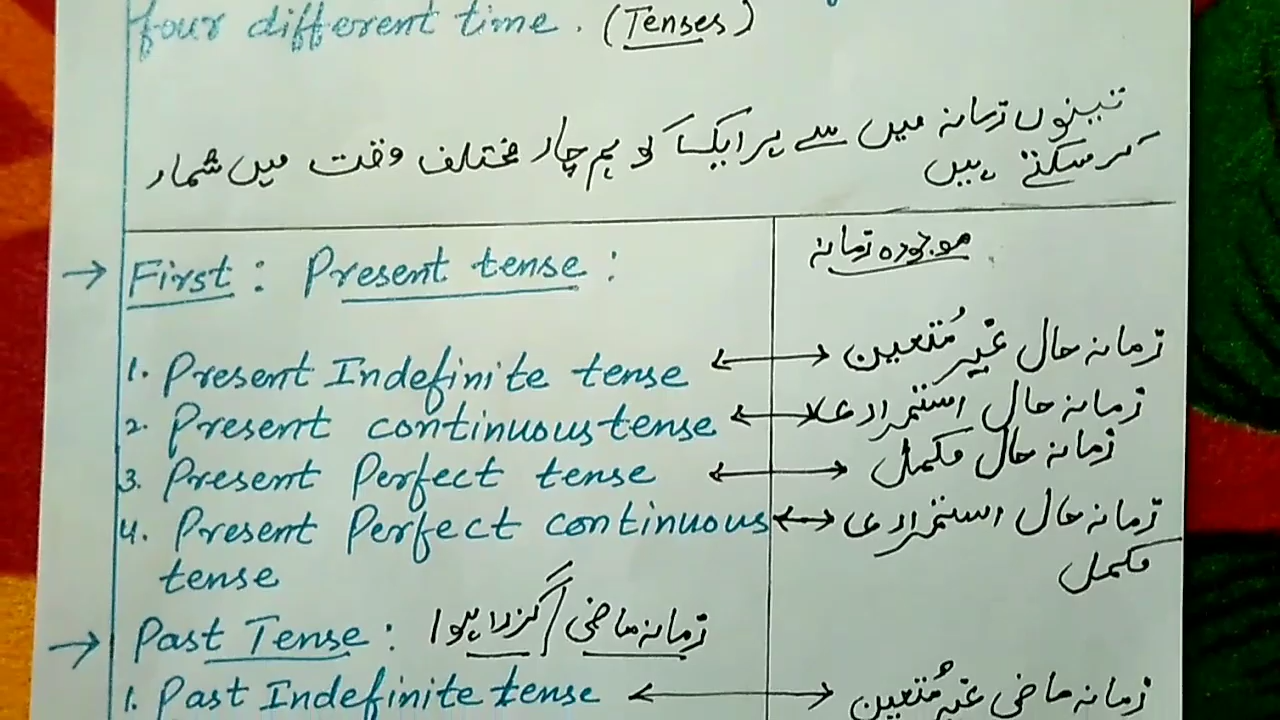 four different time. (Tenses)
تینوں زمانہ میں سے ہر ایک کو ہم چار مختلف وقت میں شمار
کر سکتے ہیں
موجودہ زمانہ
→ First : Present tense :
1. Present Indefinite tense ↔ زمانہ حال غیر مُتعین
2. Present continuous tense ↔ زمانہ حال استمراری
3. Present Perfect tense ↔ زمانہ حال مکمل
4. Present Perfect continuous ↔ زمانہ حال استمراری
tense مکمل
→ Past Tense : زمانہ ماضی / گزرا ہوا
1. Past Indefinite tense ↔ زمانہ ماضی غیر مُتعین